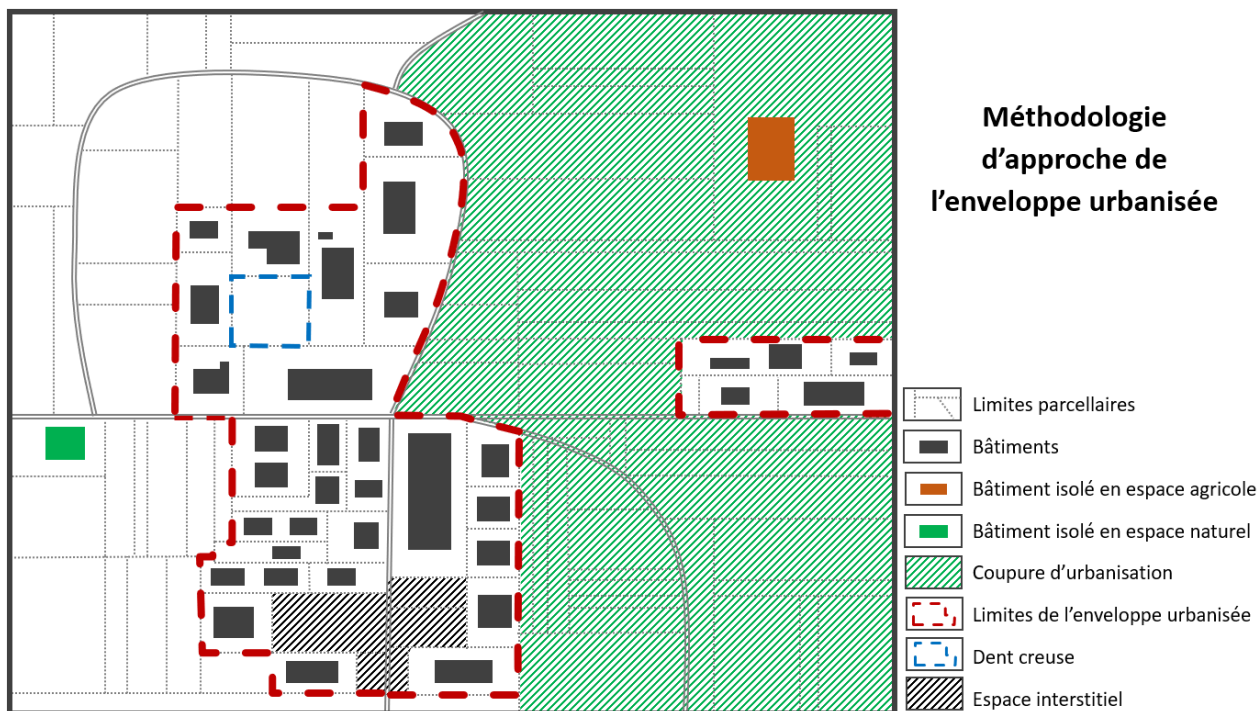 Méthodologie
d’approche de
l’enveloppe urbanisée
Limites parcellaires
Bâtiments
Bâtiment isolé en espace agricole
Bâtiment isolé en espace naturel
Coupure d’urbanisation
Limites de l’enveloppe urbanisée
Dent creuse
Espace interstitiel